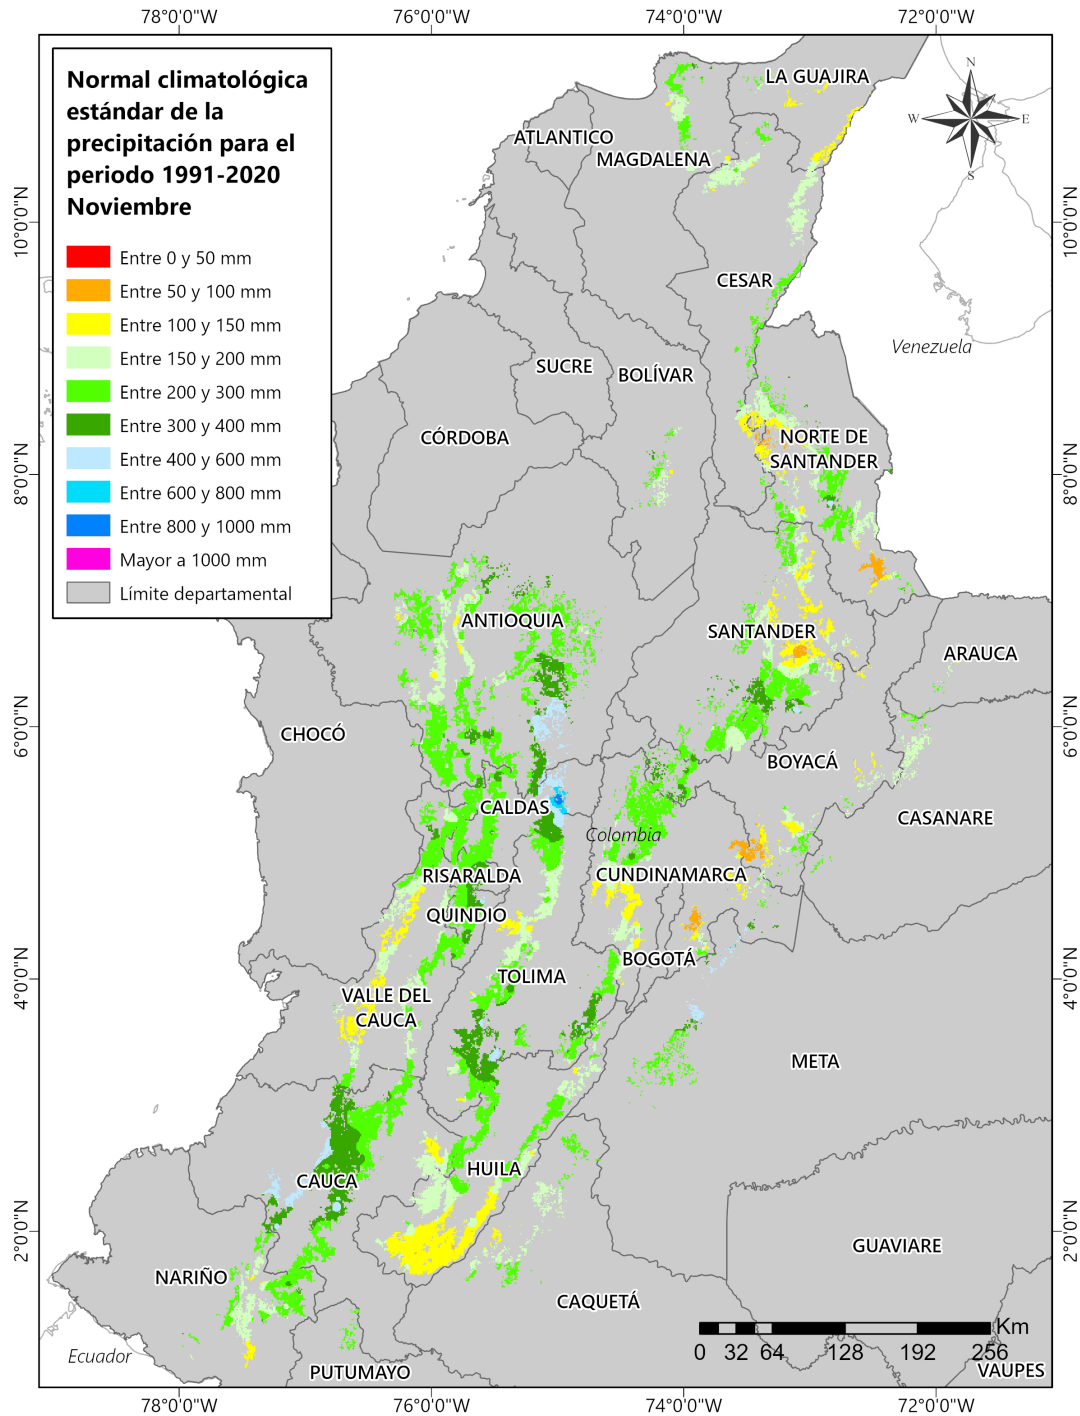 78°0'0"W
76°0'0"W
74°0'0"W
72°0'0"W
Normal climatológica
estándar de la
precipitación para el
periodo 1991-2020
Noviembre
Entre 0 y 50 mm
Entre 50 y 100 mm
Entre 100 y 150 mm
Entre 150 y 200 mm
Entre 200 y 300 mm
Entre 300 y 400 mm
Entre 400 y 600 mm
Entre 600 y 800 mm
Entre 800 y 1000 mm
Mayor a 1000 mm
Límite departamental
N
W
E
S
LA GUAJIRA
ATLANTICO
MAGDALENA
10°0'0"N
10°0'0"N
CESAR
Venezuela
SUCRE
BOLÍVAR
CÓRDOBA
NORTE DE
SANTANDER
8°0'0"N
8°0'0"N
ANTIOQUIA
SANTANDER
ARAUCA
6°0'0"N
6°0'0"N
CHOCÓ
BOYACÁ
CALDAS
CASANARE
Colombia
RISARALDA
CUNDINAMARCA
QUINDIO
BOGOTÁ
4°0'0"N
4°0'0"N
TOLIMA
VALLE DEL
CAUCA
META
HUILA
CAUCA
2°0'0"N
2°0'0"N
GUAVIARE
NARIÑO
CAQUETÁ
Km
0 32 64 128 192 256
Ecuador
PUTUMAYO
VAUPES
78°0'0"W
76°0'0"W
74°0'0"W
72°0'0"W